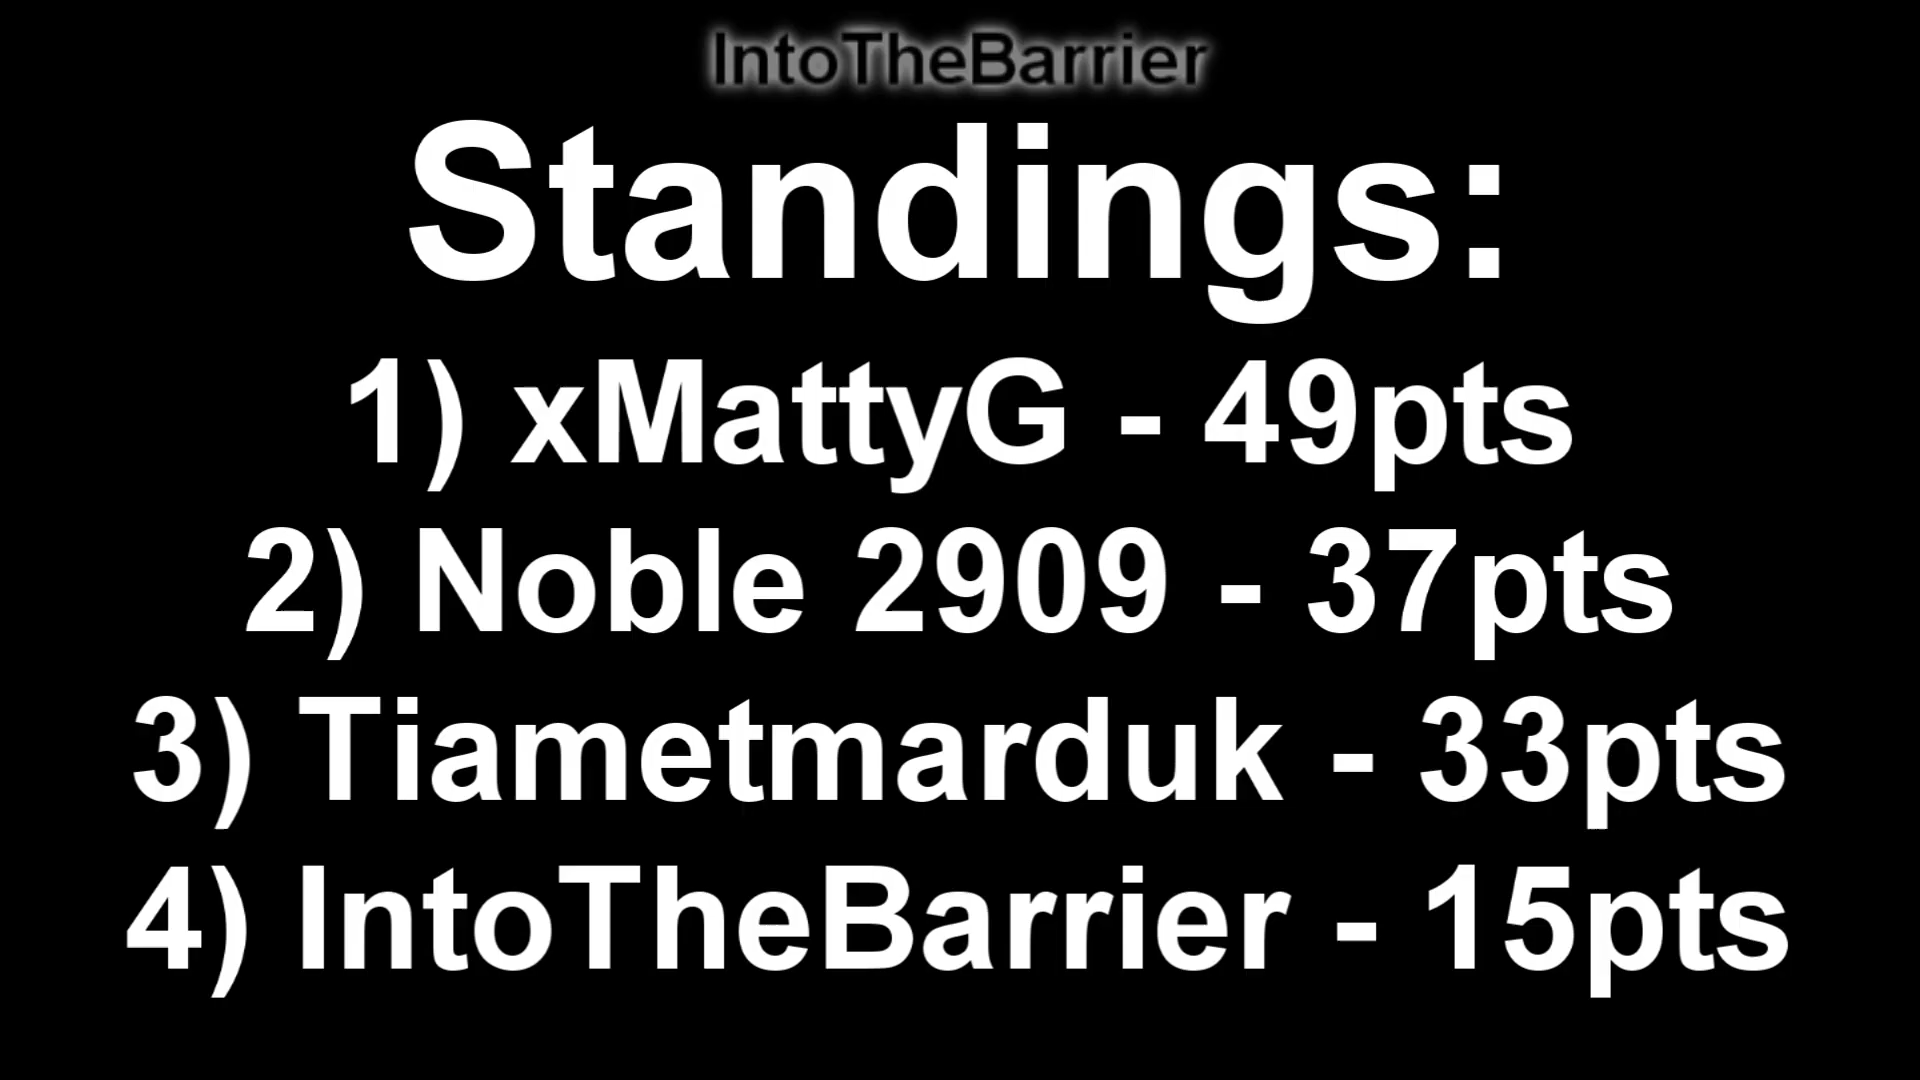 IntoTheBarrier
Standings:
1) xMattyG - 49pts
2) Noble 2909 - 37pts
3) Tiametmarduk - 33pts
4) IntoTheBarrier - 15pts